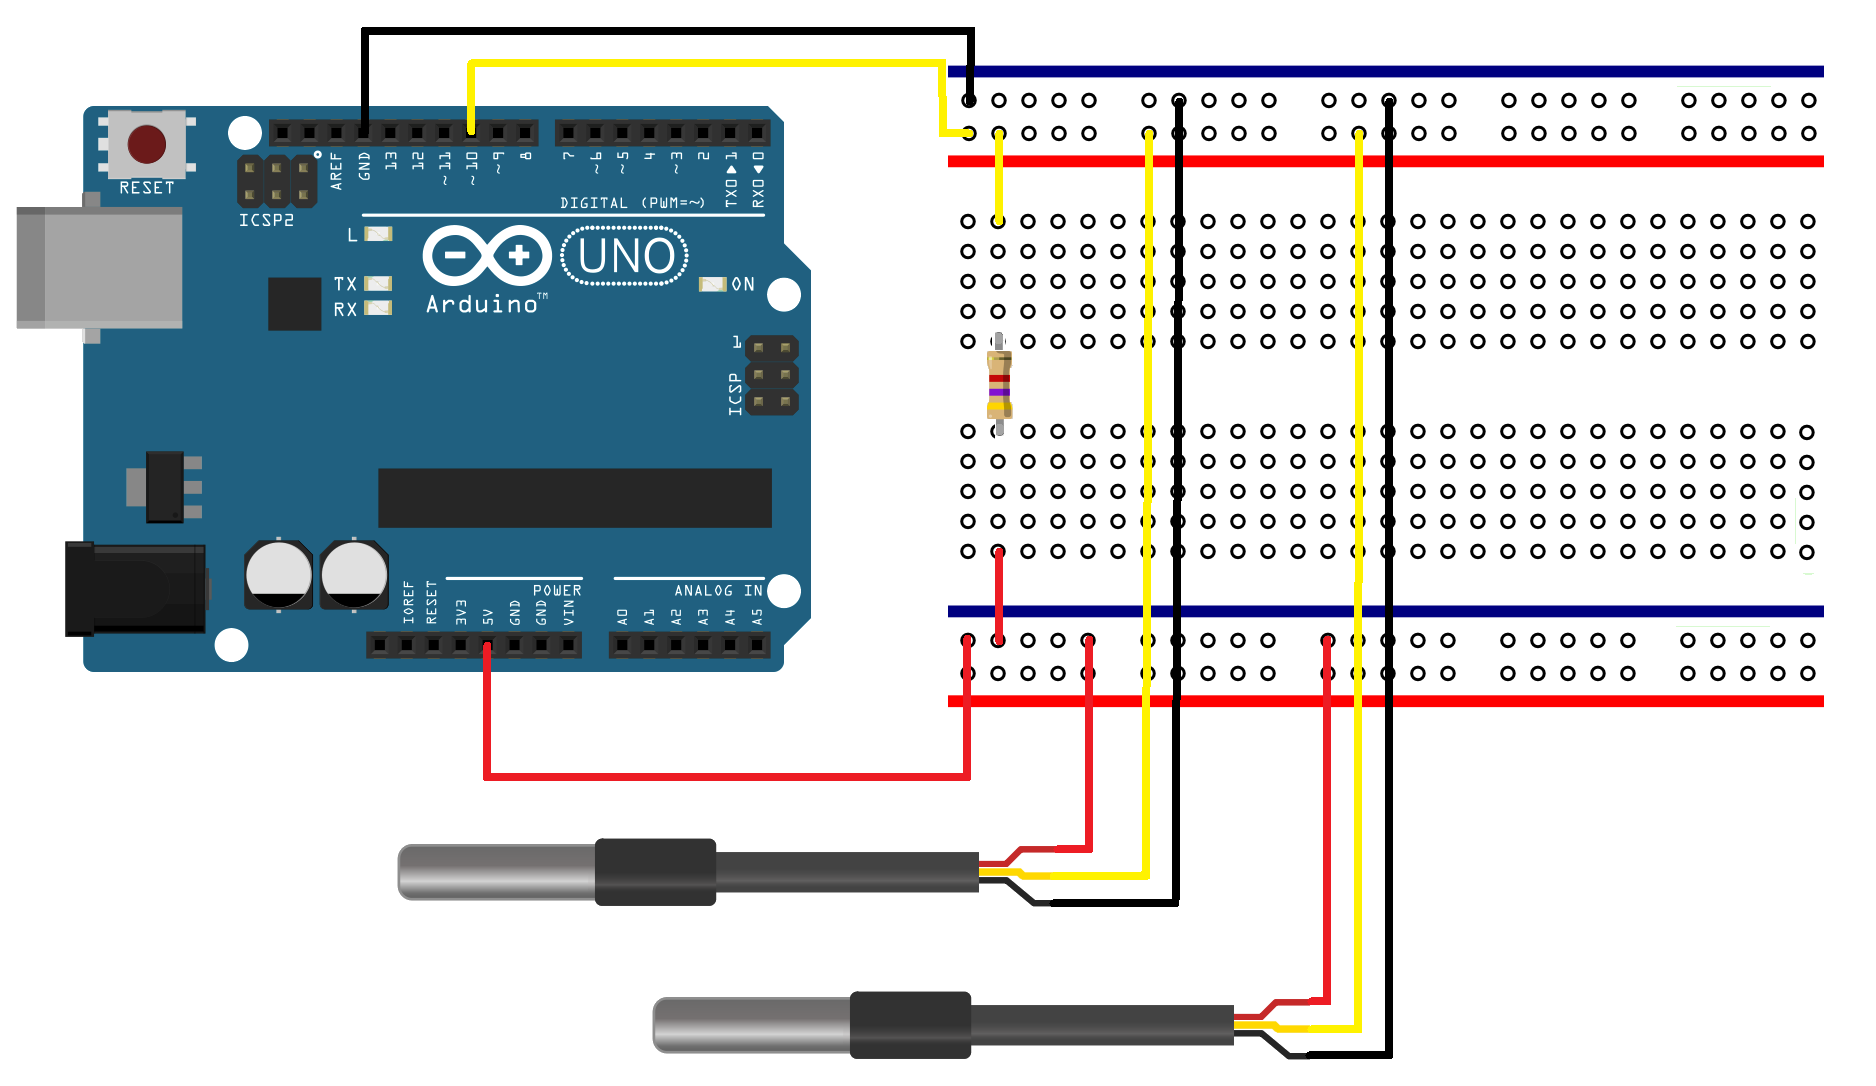 RESET
ICSP2
AREF
GND
13
12
~11
~10
~9
8
7
~6
~5
4
~3
2
TX0▶1
RX0◀0
DIGITAL (PWM=~)
L
TX
RX
Arduino™
UNO
ON
1
ICSP
IOREF
RESET
3V3
5V
GND
GND
VIN
POWER
ANALOG IN
A0
A1
A2
A3
A4
A5